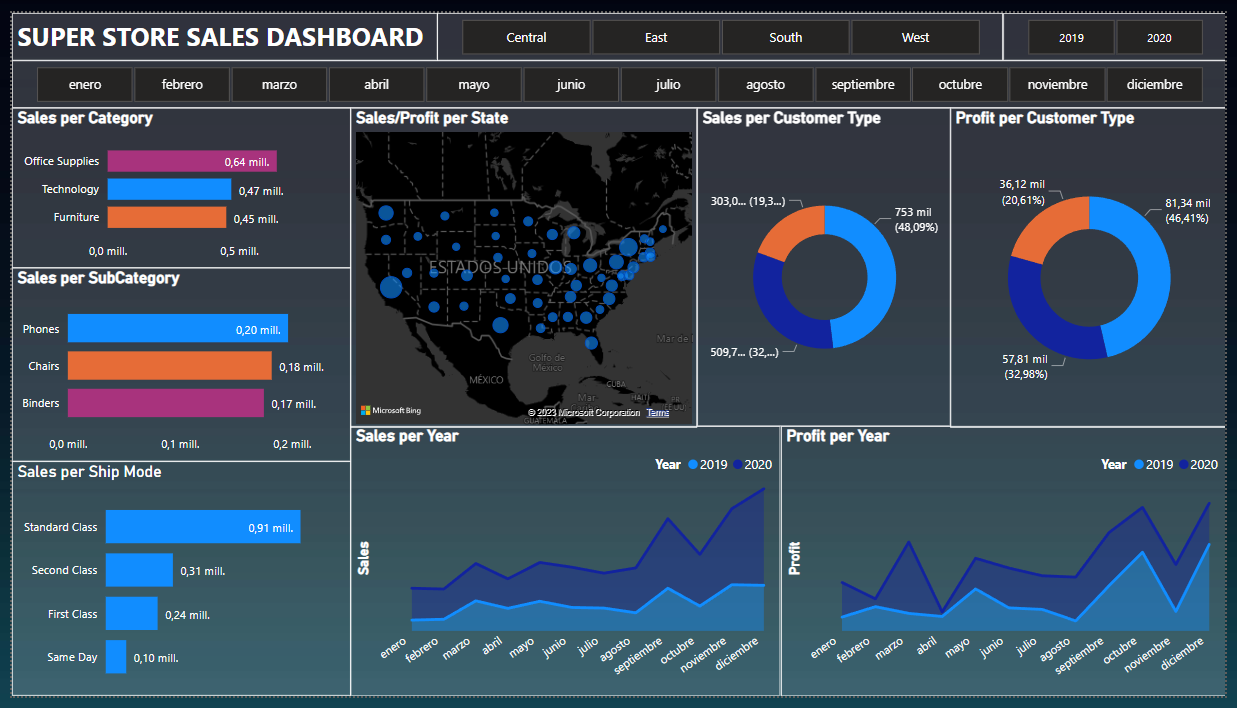 SUPER STORE SALES DASHBOARD
Central
East
South
West
2019
2020
enero
febrero
marzo
abril
mayo
junio
julio
agosto
septiembre
octubre
noviembre
diciembre
Sales per Category
Office Supplies
0,64 mill.
Technology
0,47 mill.
Furniture
0,45 mill.
0,0 mill.
0,5 mill.
Sales per SubCategory
Phones
0,20 mill.
Chairs
0,18 mill.
Binders
0,17 mill.
0,0 mill.
0,1 mill.
0,2 mill.
Sales per Ship Mode
Standard Class
0,91 mill.
Second Class
0,31 mill.
First Class
0,24 mill.
Same Day
0,10 mill.
Sales/Profit per State
ESTADOS UNIDOS
Mar de
Golfo de
México
MÉXICO
CUBA
Mar
HAITÍ
PR
EE.UU.
GUATEMALA
Microsoft Bing
© 2023 Microsoft Corporation
Terms
Sales per Customer Type
303,0... (19,3...)
753 mil
(48,09%)
509,7... (32,...)
Profit per Customer Type
36,12 mil
(20,61%)
81,34 mil
(46,41%)
57,81 mil
(32,98%)
Sales per Year
Year
2019
2020
Sales
enero
febrero
marzo
abril
mayo
junio
julio
agosto
septiembre
octubre
noviembre
diciembre
Profit per Year
Year
2019
2020
Profit
enero
febrero
marzo
abril
mayo
junio
julio
agosto
septiembre
octubre
noviembre
diciembre